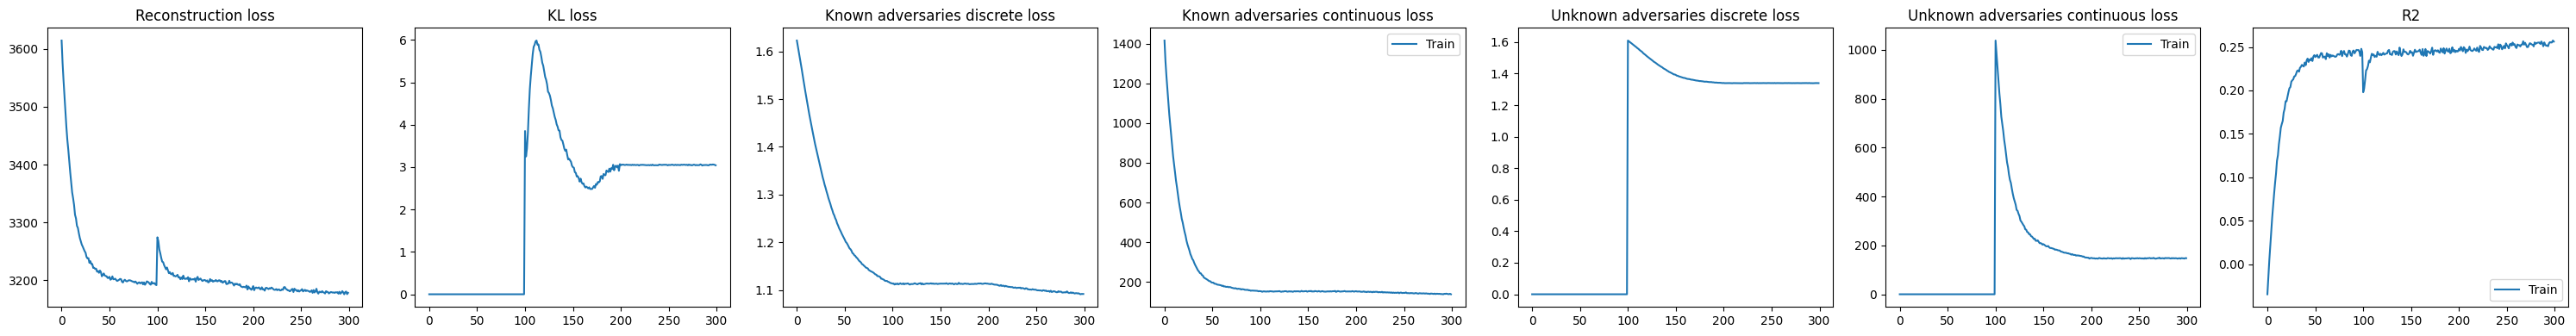 Reconstruction loss
3600
3500
3400
3300
3200
0 50 100 150 200 250 300
KL loss
6
5
4
3
2
1
0
0 50 100 150 200 250 300
Known adversaries discrete loss
1.6
1.5
1.4
1.3
1.2
1.1
0 50 100 150 200 250 300
Known adversaries continuous loss
Train
1400
1200
1000
800
600
400
200
0 50 100 150 200 250 300
Unknown adversaries discrete loss
1.6
1.4
1.2
1.0
0.8
0.6
0.4
0.2
0.0
0 50 100 150 200 250 300
Unknown adversaries continuous loss
Train
1000
800
600
400
200
0
0 50 100 150 200 250 300
R2
0.25
0.20
0.15
0.10
0.05
0.00
Train
0 50 100 150 200 250 300